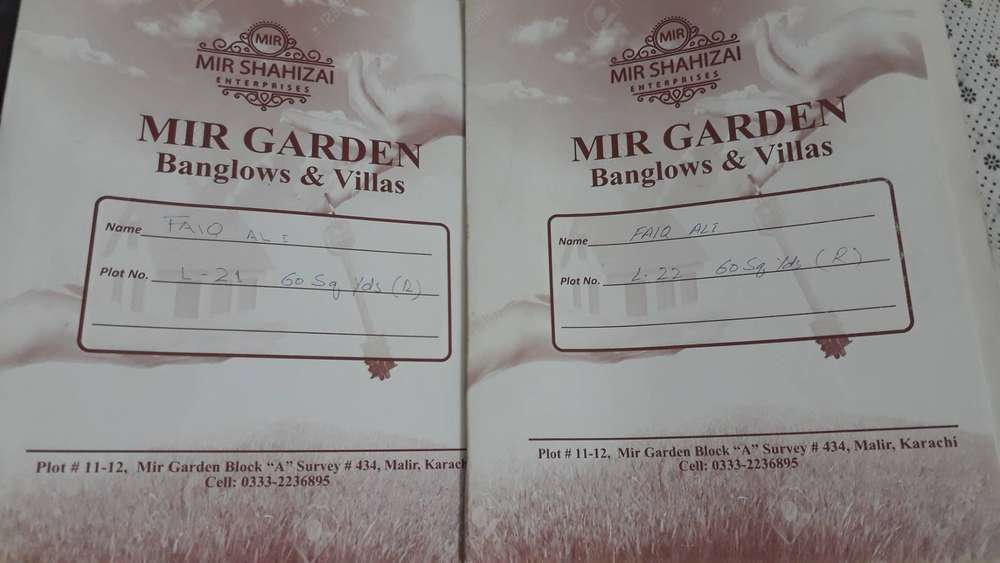 MIR
MIR SHAHIZAI
ENTERPRISES
MIR GARDEN
Banglows & Villas
Name FAIQ ALI
Plot No. L-21 60 Sq Yds (R)
Plot # 11-12, Mir Garden Block “A” Survey # 434, Malir, Karach
Cell: 0333-2236895
MIR
MIR SHAHIZAI
ENTERPRISES
MIR GARDEN
Banglows & Villas
Name FAIQ ALI
Plot No. L-22 60 Sq Yds (R)
Plot # 11-12, Mir Garden Block “A” Survey # 434, Malir, Karachi
Cell: 0333-2236895